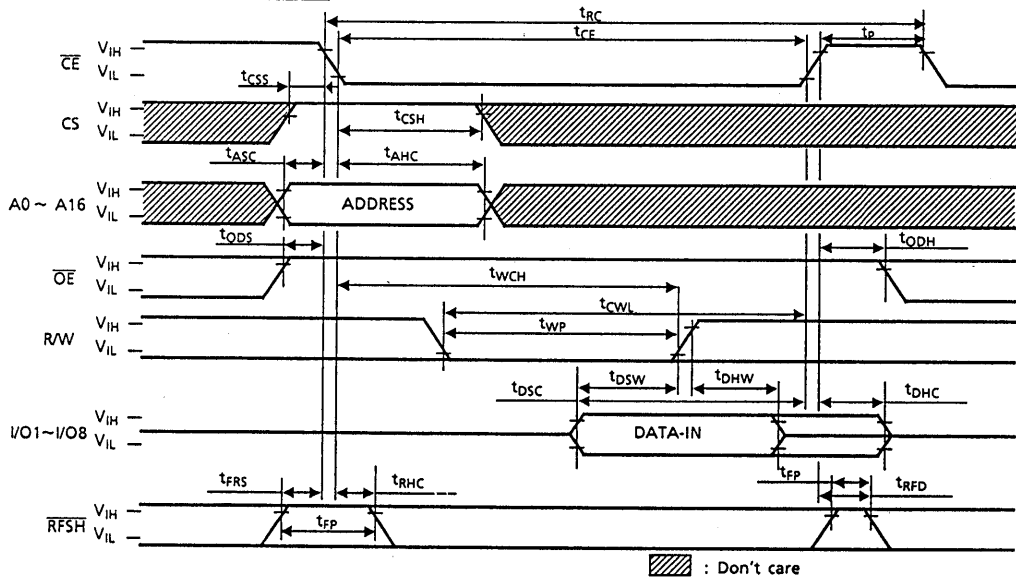 tRC
tCE
tP
CE VIH
VIL
tCSS
CS VIH
VIL
tCSH
tASC
tAHC
A0 ~ A16 VIH
VIL
ADDRESS
tODS
tODH
OE VIH
VIL
tWCH
tCWL
R/W VIH
VIL
tWP
tDSC
tDSW
tDHW
tDHC
I/O1~I/O8 VIH
VIL
DATA-IN
tFRS
tRHC
tFP
tRFD
RFSH VIH
VIL
tFP
: Don't care